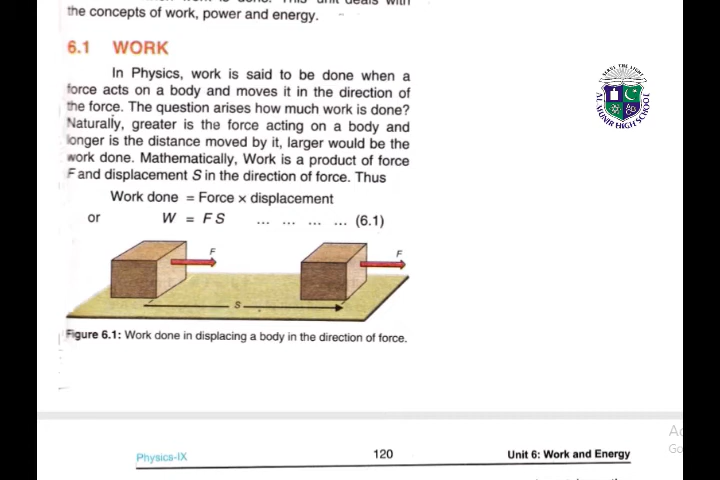 the concepts of work, power and energy.
6.1 WORK
In Physics, work is said to be done when a
force acts on a body and moves it in the direction of
the force. The question arises how much work is done?
Naturally, greater is the force acting on a body and
longer is the distance moved by it, larger would be the
work done. Mathematically, Work is a product of force
F and displacement S in the direction of force. Thus
Work done = Force × displacement
or W = F S ... ... ... ... (6.1)
F
F
S
Figure 6.1: Work done in displacing a body in the direction of force.
Physics-IX 120 Unit 6: Work and Energy
AL MUNIR HIGH SCHOOL